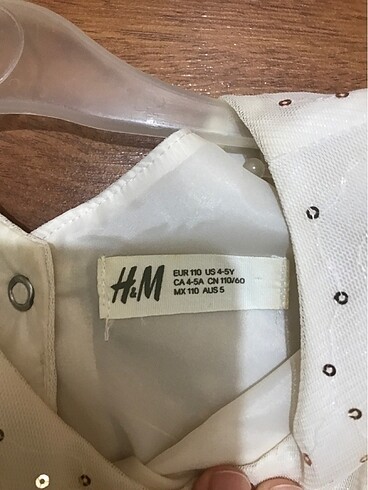 H&M
EUR 110 US 4-5Y
CA 4-5A CN 110/60
MX 110 AUS 5